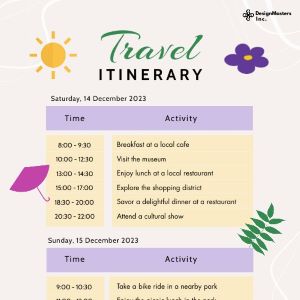 DesignMasters
Inc.
Travel
ITINERARY
Saturday, 14 December 2023
Time Activity
8:00 - 9:30 Breakfast at a local cafe
10:00 - 12:30 Visit the museum
13:00 - 14:30 Enjoy lunch at a local restaurant
15:00 - 17:00 Explore the shopping district
18:30 - 20:00 Savor a delightful dinner at a restaurant
20:30 - 22:00 Attend a cultural show
Sunday, 15 December 2023
Time Activity
9:00 - 10:30 Take a bike ride in a nearby park